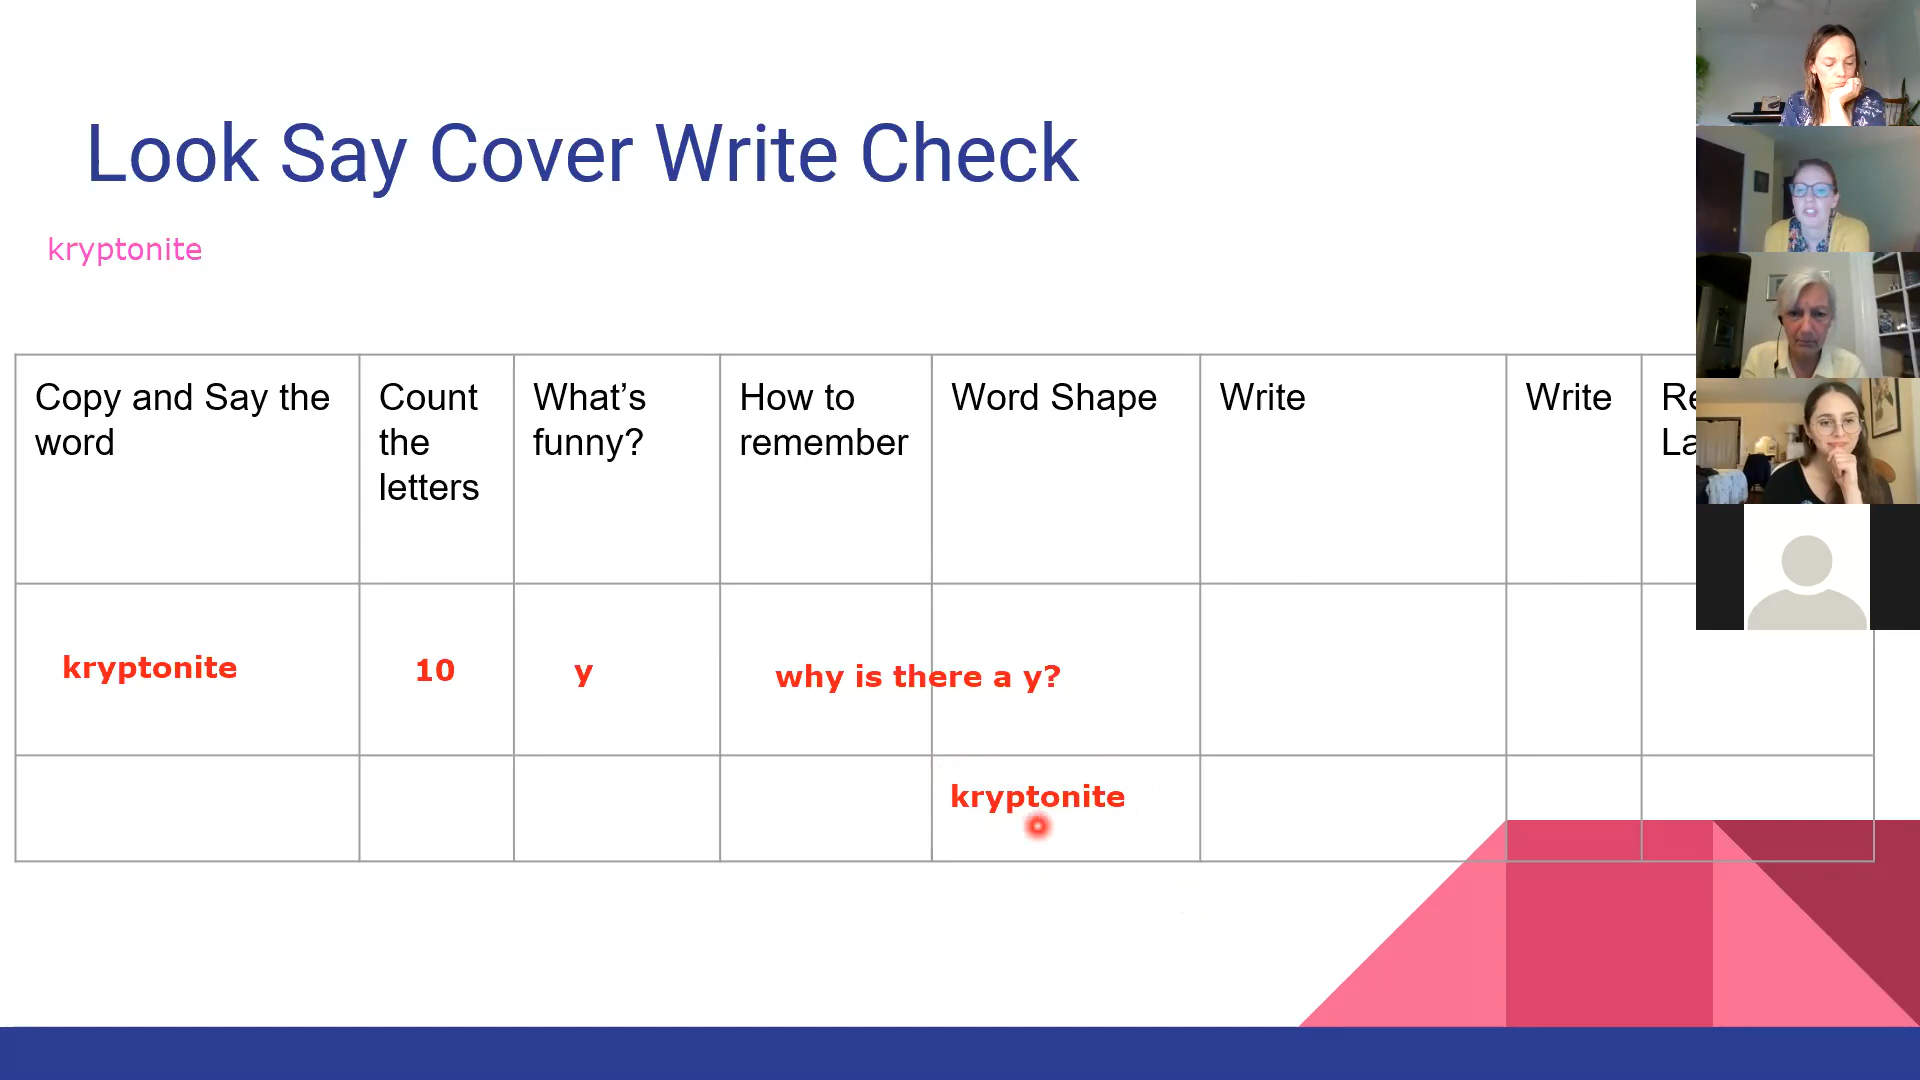 Look Say Cover Write Check
kryptonite
Copy and Say the
word
Count
the
letters
What’s
funny?
How to
remember
Word Shape
Write
Write
kryptonite
10
y
why is there a y?
kryptonite